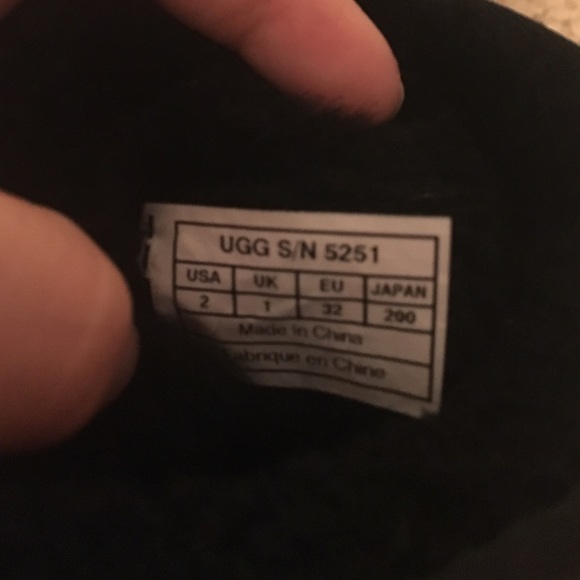 UGG S/N 5251
USA UK EU JAPAN
2 1 32 200
Made in China
Fabrique en Chine